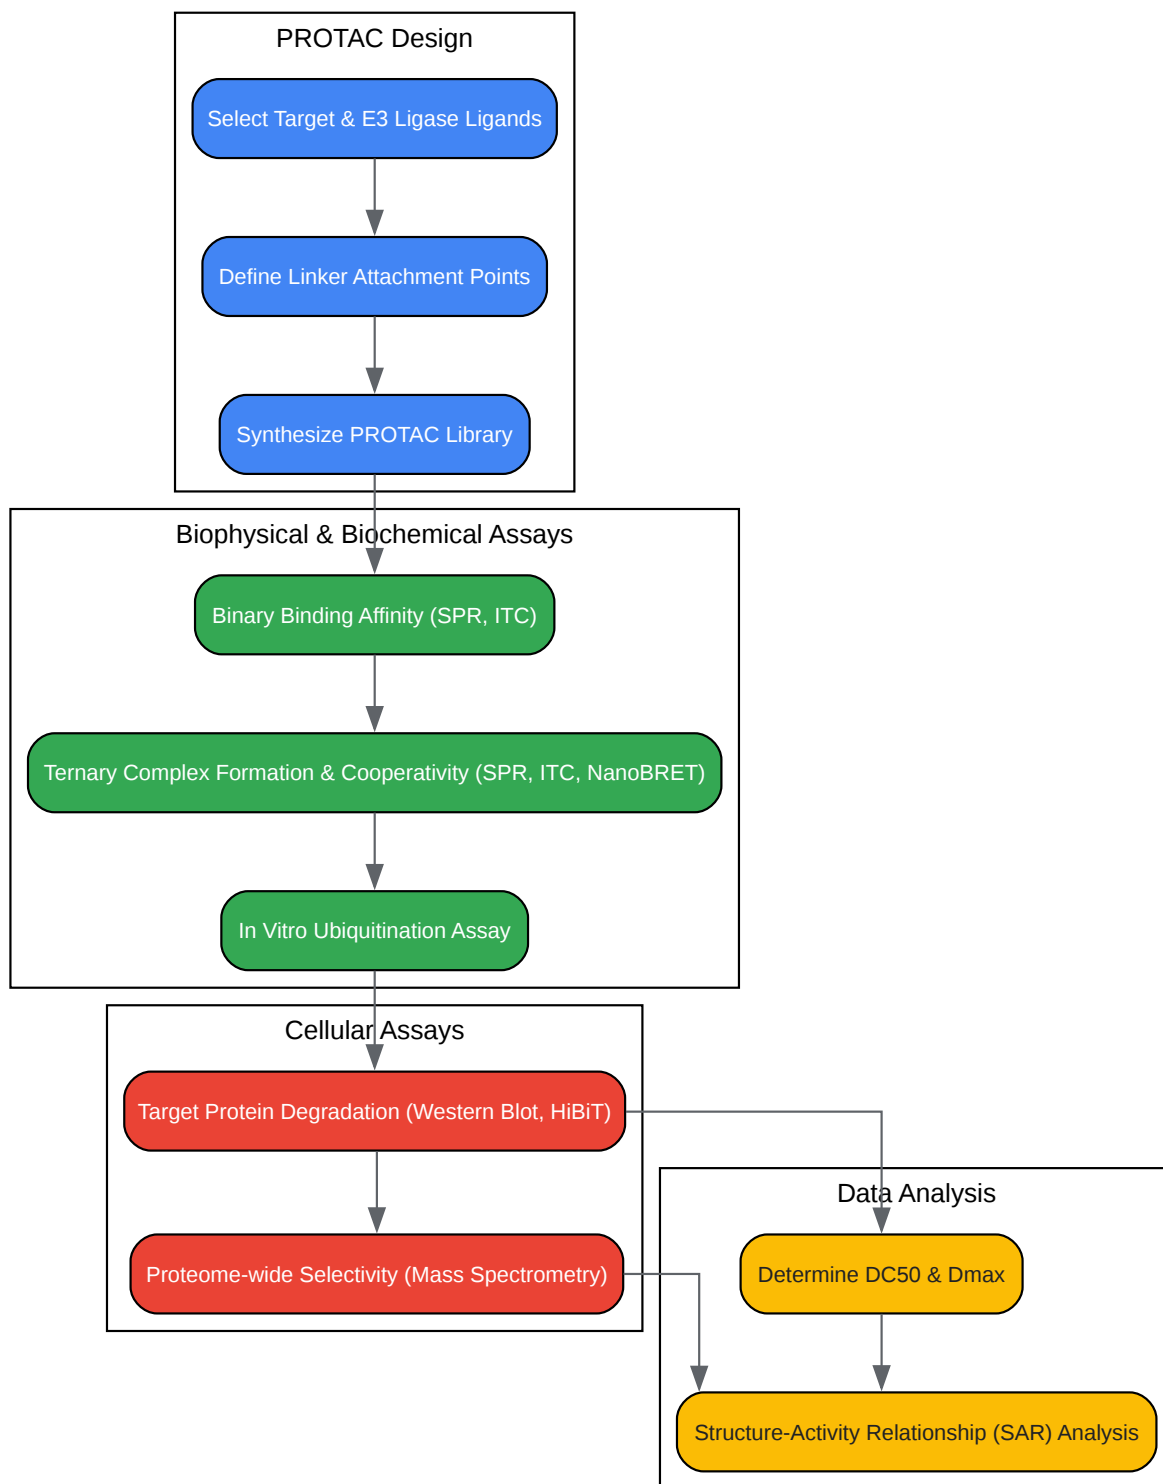 PROTAC Design
Select Target & E3 Ligase Ligands
Define Linker Attachment Points
Synthesize PROTAC Library
Biophysical & Biochemical Assays
Binary Binding Affinity (SPR, ITC)
Ternary Complex Formation & Cooperativity (SPR, ITC, NanoBRET)
In Vitro Ubiquitination Assay
Cellular Assays
Target Protein Degradation (Western Blot, HiBiT)
Proteome-wide Selectivity (Mass Spectrometry)
Data Analysis
Determine DC50 & Dmax
Structure-Activity Relationship (SAR) Analysis